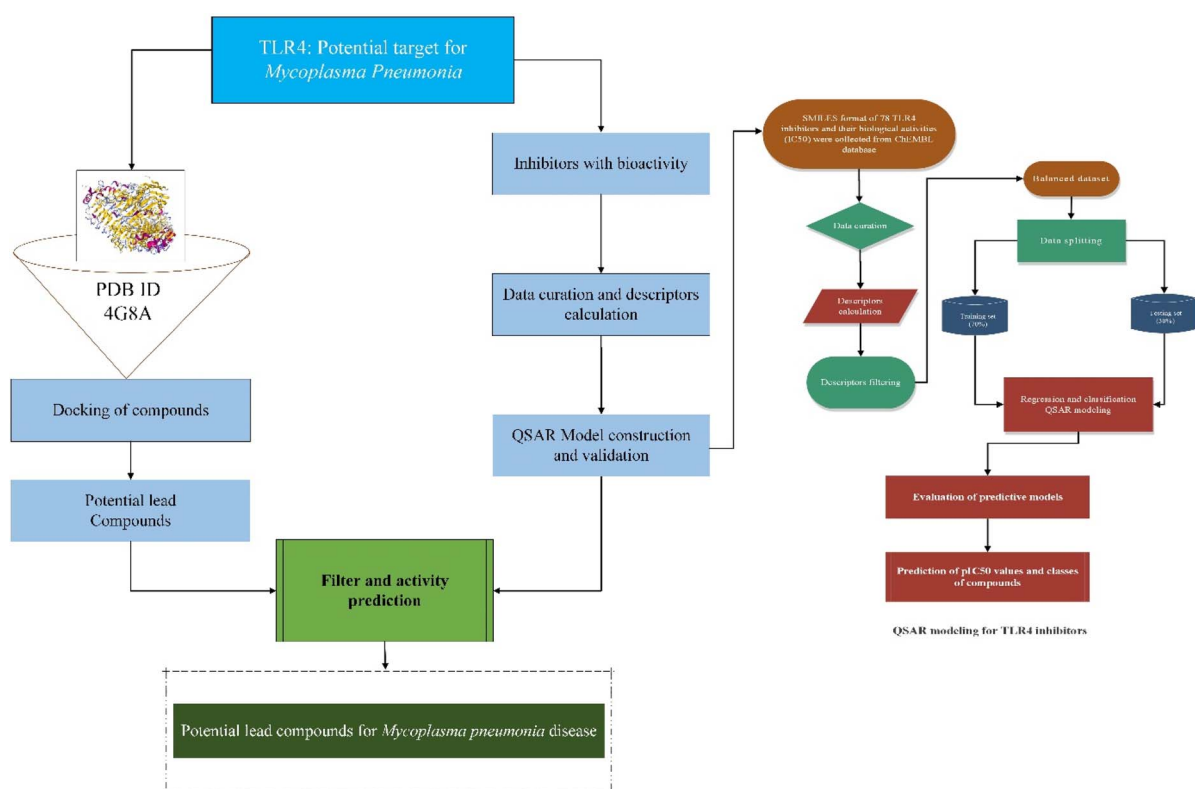 TLR4: Potential target for
Mycoplasma Pneumonia
PDB ID
4G8A
Docking of compounds
Potential lead
Compounds
Inhibitors with bioactivity
Data curation and descriptors
calculation
QSAR Model construction
and validation
Filter and activity
prediction
Potential lead compounds for Mycoplasma pneumonia disease
SMILES format of 78 TLR4
inhibitors and their biological activities
(IC50) were collected from ChEMBL
database
Data curation
Descriptors
calculation
Descriptors filtering
Balanced dataset
Data splitting
Training set
(70%)
Testing set
(30%)
Regression and classification
QSAR modeling
Evaluation of predictive models
Prediction of pIC50 values and classes
of compounds
QSAR modeling for TLR4 inhibitors